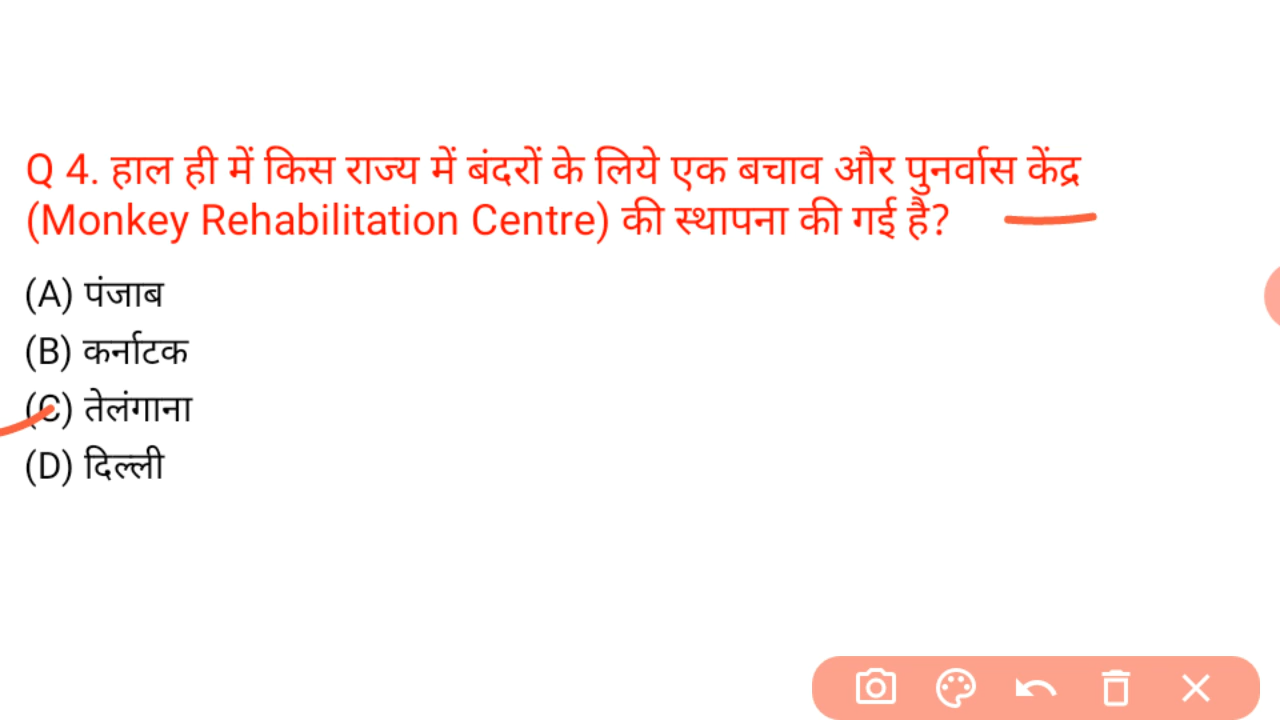 Q 4. हाल ही में किस राज्य में बंदरों के लिये एक बचाव और पुनर्वास केंद्र
(Monkey Rehabilitation Centre) की स्थापना की गई है?
(A) पंजाब
(B) कर्नाटक
(C) तेलंगाना
(D) दिल्ली